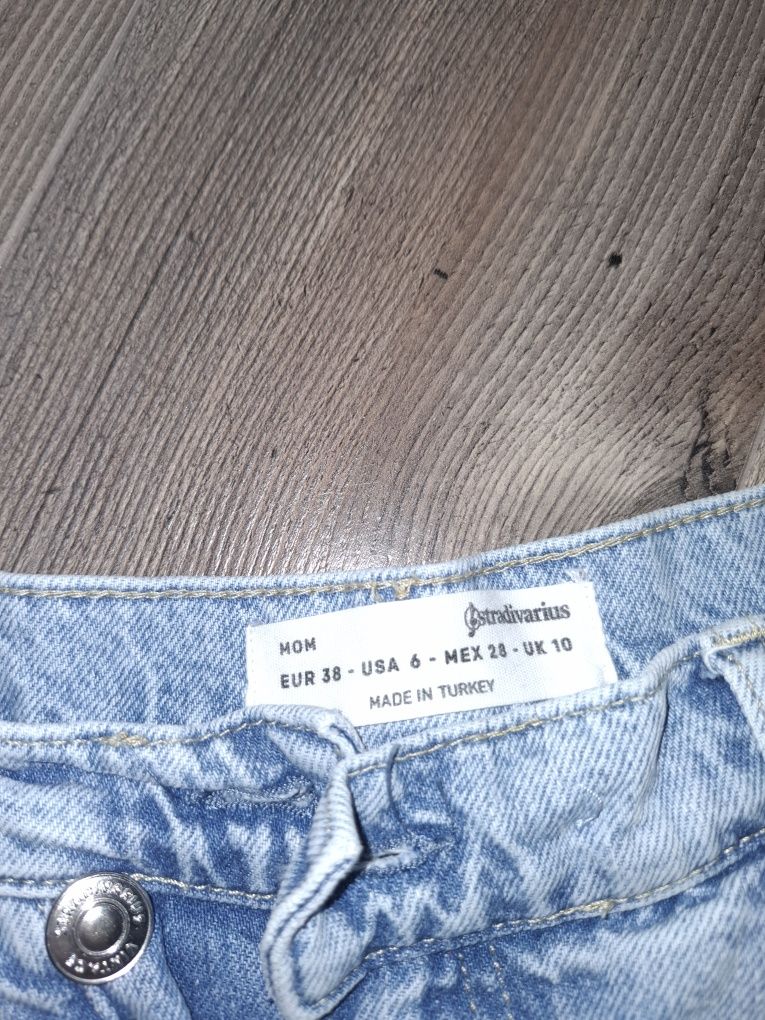 stradivarius
MOM
EUR 38 - USA 6 - MEX 28 - UK 10
MADE IN TURKEY